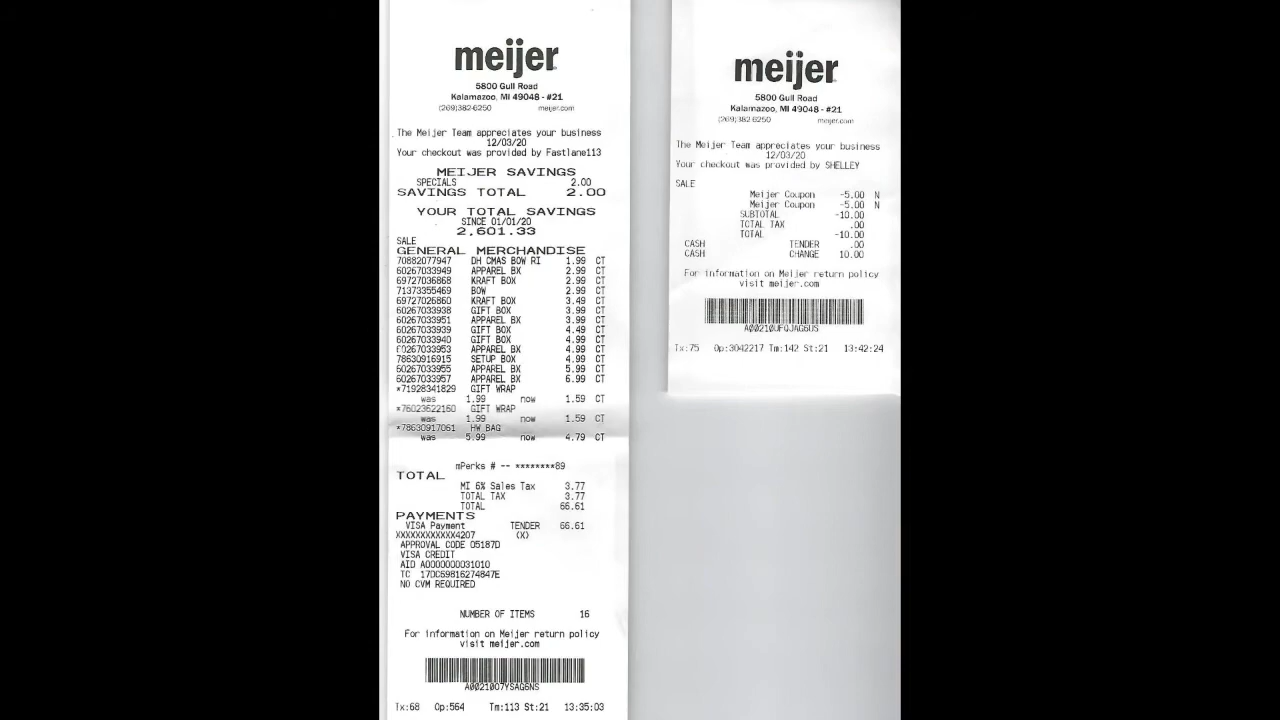 meijer
5800 Gull Road
Kalamazoo, MI 49048 - #21
(269)382-6250 meijer.com
The Meijer Team appreciates your business
12/03/20
Your checkout was provided by Fastlane113
MEIJER SAVINGS
SPECIALS 2.00
SAVINGS TOTAL 2.00
YOUR TOTAL SAVINGS
SINCE 01/01/20
2,601.33
SALE
GENERAL MERCHANDISE
70882077947 DH CMAS BOW RI 1.99 CT
60267033949 APPAREL BX 2.99 CT
69727036868 KRAFT BOX 2.99 CT
71373355469 BOW 2.99 CT
69727026860 KRAFT BOX 3.49 CT
60267033938 GIFT BOX 3.99 CT
60267033951 APPAREL BX 3.99 CT
60267033939 GIFT BOX 4.49 CT
60267033940 GIFT BOX 4.99 CT
60267033953 APPAREL BX 4.99 CT
78630916915 SETUP BOX 4.99 CT
60267033955 APPAREL BX 5.99 CT
60267033957 APPAREL BX 6.99 CT
*71928341829 GIFT WRAP
was 1.99 now 1.59 CT
*76023622160 GIFT WRAP
was 1.99 now 1.59 CT
*78630917061 HW BAG
was 5.99 now 4.79 CT
mPerks # -- ********89
TOTAL
MI 6% Sales Tax 3.77
TOTAL TAX 3.77
TOTAL 66.61
PAYMENTS
VISA Payment TENDER 66.61
XXXXXXXXXXXX4207 (X)
APPROVAL CODE 05187D
VISA CREDIT
AID A0000000031010
TC 17DC69816274847E
NO CVM REQUIRED
NUMBER OF ITEMS 16
For information on Meijer return policy
visit meijer.com
A0021007YSAG6NS
Tx:68 Op:564 Tm:113 St:21 13:35:03
meijer
5800 Gull Road
Kalamazoo, MI 49048 - #21
(269)382-6250 meijer.com
The Meijer Team appreciates your business
12/03/20
Your checkout was provided by SHELLEY
SALE
Meijer Coupon -5.00 N
Meijer Coupon -5.00 N
SUBTOTAL -10.00
TOTAL TAX .00
TOTAL -10.00
CASH TENDER .00
CASH CHANGE 10.00
For information on Meijer return policy
visit meijer.com
A00210UFQJAG6US
Tx:75 Op:3042217 Tm:142 St:21 13:42:24